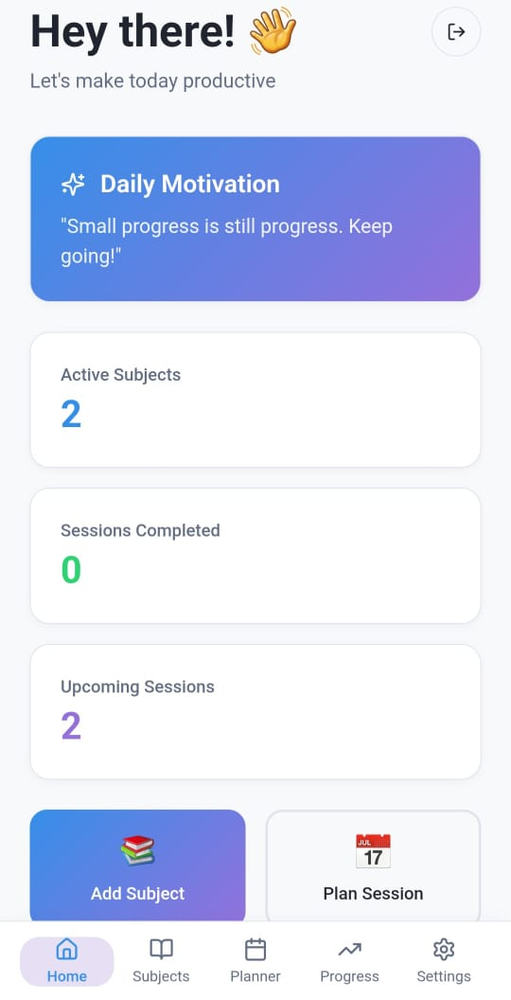 Hey there! 👋
Let's make today productive
Daily Motivation
"Small progress is still progress. Keep
going!"
Active Subjects
2
Sessions Completed
0
Upcoming Sessions
2
JUL
17
Add Subject
Plan Session
Home
Subjects
Planner
Progress
Settings